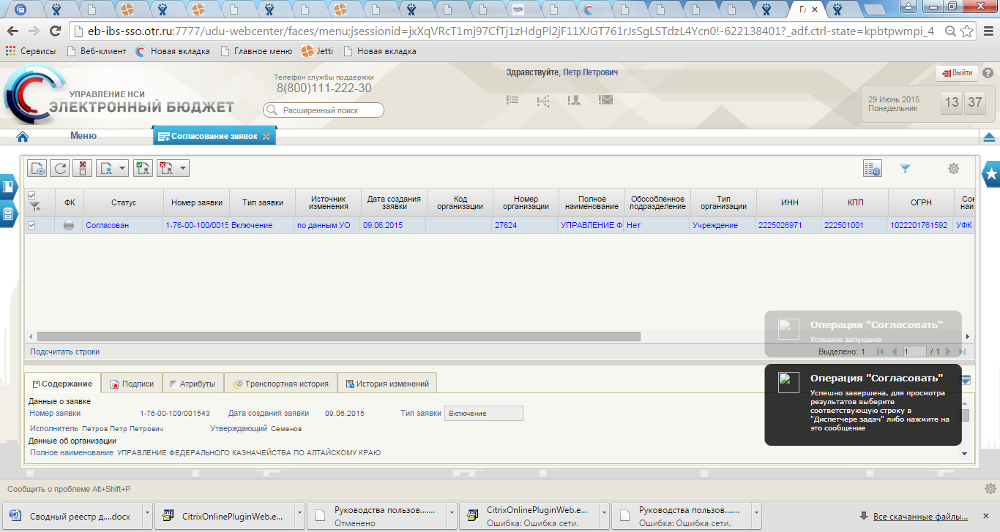 Гл
eb-ibs-sso.otr.ru:7777/udu-webcenter/faces/menu;jsessionid=jxXqVRcT1mj97CfTj1zHdgPl2jF11XJGT761rJsSgLSTdzL4Ycn0!-622138401?_adf.ctrl-state=kpbtpwmpi_4
Сервисы Веб-клиент Новая вкладка Главное меню Jetti Новая вкладка
Телефон службы поддержки
8(800)111-222-30
Здравствуйте, Петр Петрович
Выйти
УПРАВЛЕНИЕ НСИ
ЭЛЕКТРОННЫЙ БЮДЖЕТ
Расширенный поиск
29 Июнь 2015
Понедельник
13 37
Меню Согласование заявок
ФК Статус Номер заявки Тип заявки Источник изменения Дата создания заявки Код организации Номер организации Полное наименование Обособленное подразделение Тип организации ИНН КПП ОГРН Сок наим
Согласован 1-76-00-100/0015 Включение по данным УО 09.06.2015 27624 УПРАВЛЕНИЕ Ф Нет Учреждение 2225026971 222501001 1022201761592 УФК
Операция "Согласовать"
Успешно запущена
Подсчитать строки Выделено: 1 1 / 1
Содержание Подписи Атрибуты Транспортная история История изменений
Операция "Согласовать"
Успешно завершена, для просмотра
результатов выберите
соответствующую строку в
"Диспетчере задач" либо нажмите на
это сообщение
Данные о заявке
Номер заявки 1-76-00-100/001543 Дата создания заявки 09.06.2015 Тип заявки Включение
Исполнитель Петров Петр Петрович Утверждающий Семенов
Данные об организации
Полное наименование УПРАВЛЕНИЕ ФЕДЕРАЛЬНОГО КАЗНАЧЕЙСТВА ПО АЛТАЙСКОМУ КРАЮ
Сообщить о проблеме Alt+Shift+P
Сводный реестр д....docx
CitrixOnlinePluginWeb.e...
Руководства пользов.......
Отменено
CitrixOnlinePluginWeb.e...
Ошибка: Ошибка сети.
Руководства пользов.......
Ошибка: Ошибка сети.
Все скачанные файлы...